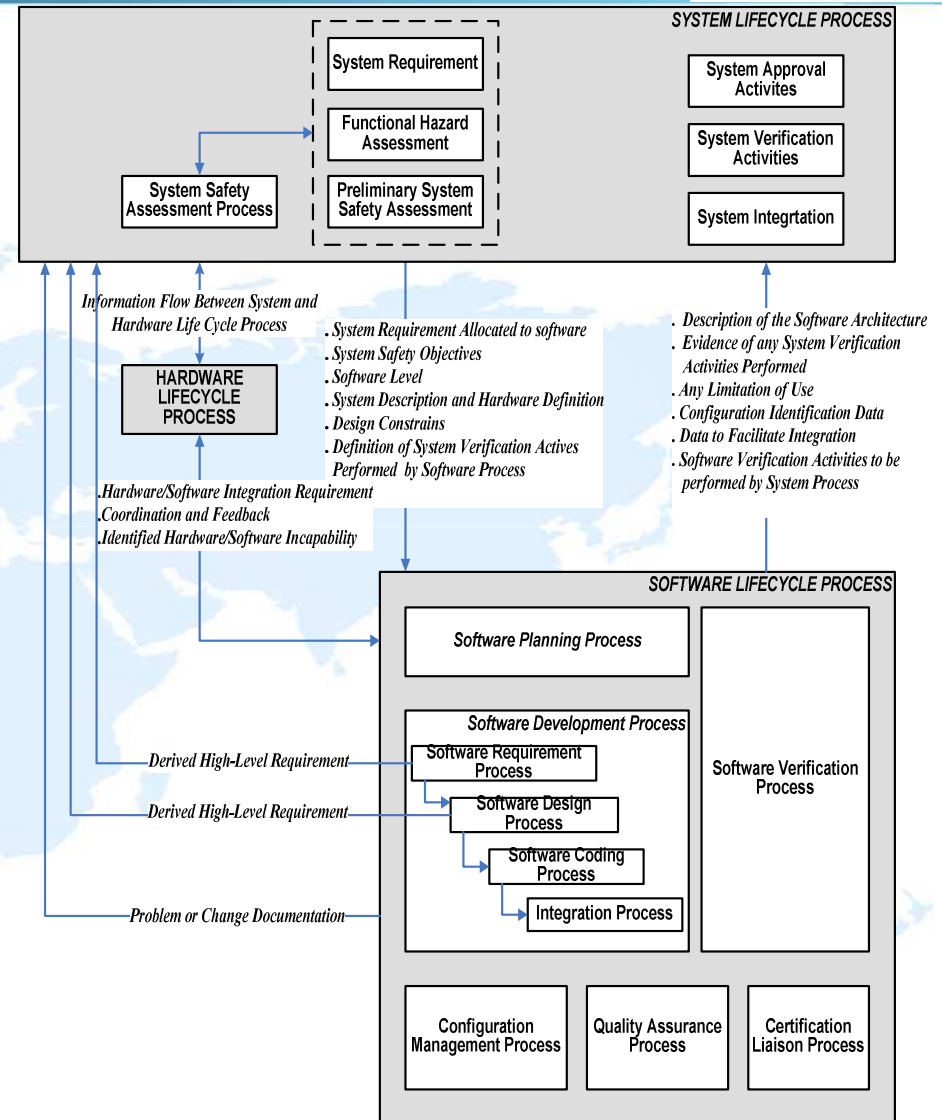 SYSTEM LIFECYCLE PROCESS
System Requirement
Functional Hazard
Assessment
Preliminary System
Safety Assessment
System Safety
Assessment Process
System Approval
Activites
System Verification
Activities
System Integrtation
Information Flow Between System and
Hardware Life Cycle Process
HARDWARE
LIFECYCLE
PROCESS
. System Requirement Allocated to software
. System Safety Objectives
. Software Level
. System Description and Hardware Definition
. Design Constrains
. Definition of System Verification Actives
Performed by Software Process
. Description of the Software Architecture
. Evidence of any System Verification
Activities Performed
. Any Limitation of Use
. Configuration Identification Data
. Data to Facilitate Integration
. Software Verification Activities to be
performed by System Process
.Hardware/Software Integration Requirement
.Coordination and Feedback
.Identified Hardware/Software Incapability
SOFTWARE LIFECYCLE PROCESS
Software Planning Process
Software Development Process
Software Requirement
Process
Software Design
Process
Software Coding
Process
Integration Process
Software Verification
Process
Derived High-Level Requirement
Derived High-Level Requirement
Problem or Change Documentation
Configuration
Management Process
Quality Assurance
Process
Certification
Liaison Process